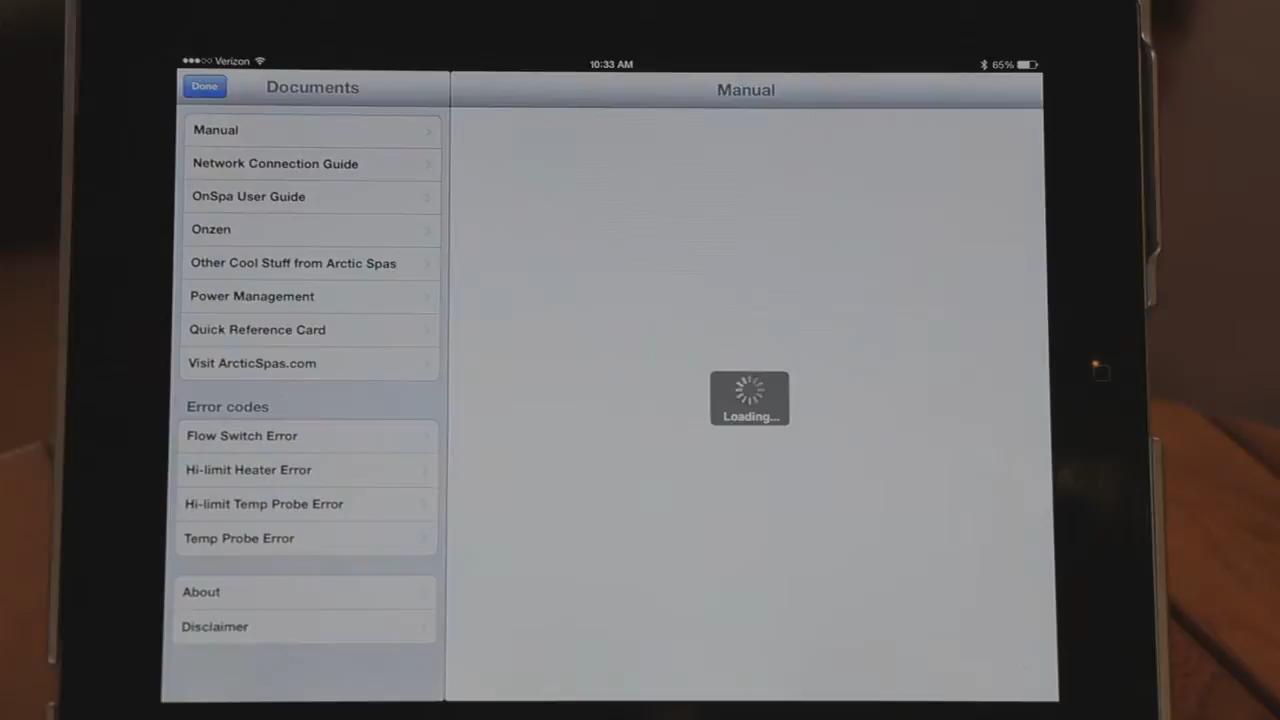 Verizon
10:33 AM
65%
Done
Documents
Manual
Manual
Network Connection Guide
OnSpa User Guide
Onzen
Other Cool Stuff from Arctic Spas
Power Management
Quick Reference Card
Visit ArcticSpas.com
Error codes
Flow Switch Error
Hi-limit Heater Error
Hi-limit Temp Probe Error
Temp Probe Error
About
Disclaimer
Loading...